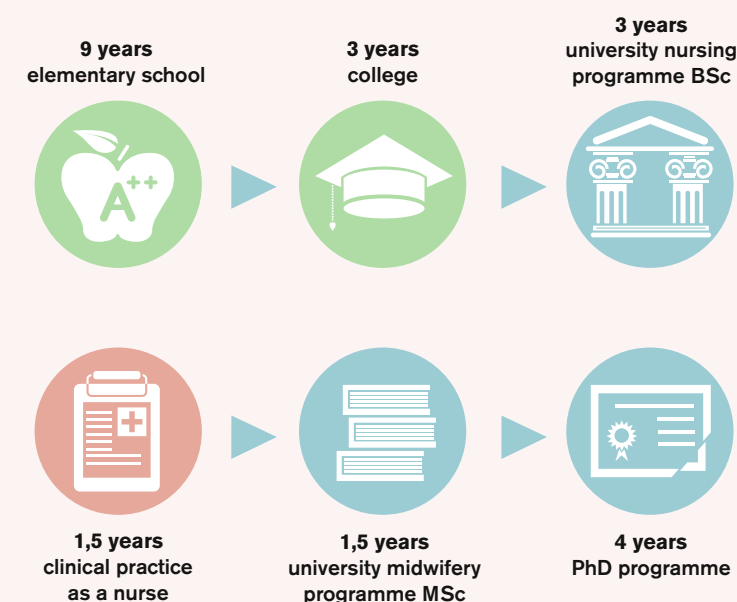 9 years
elementary school
3 years
college
3 years
university nursing
programme BSc
A++
1,5 years
clinical practice
as a nurse
1,5 years
university midwifery
programme MSc
4 years
PhD programme